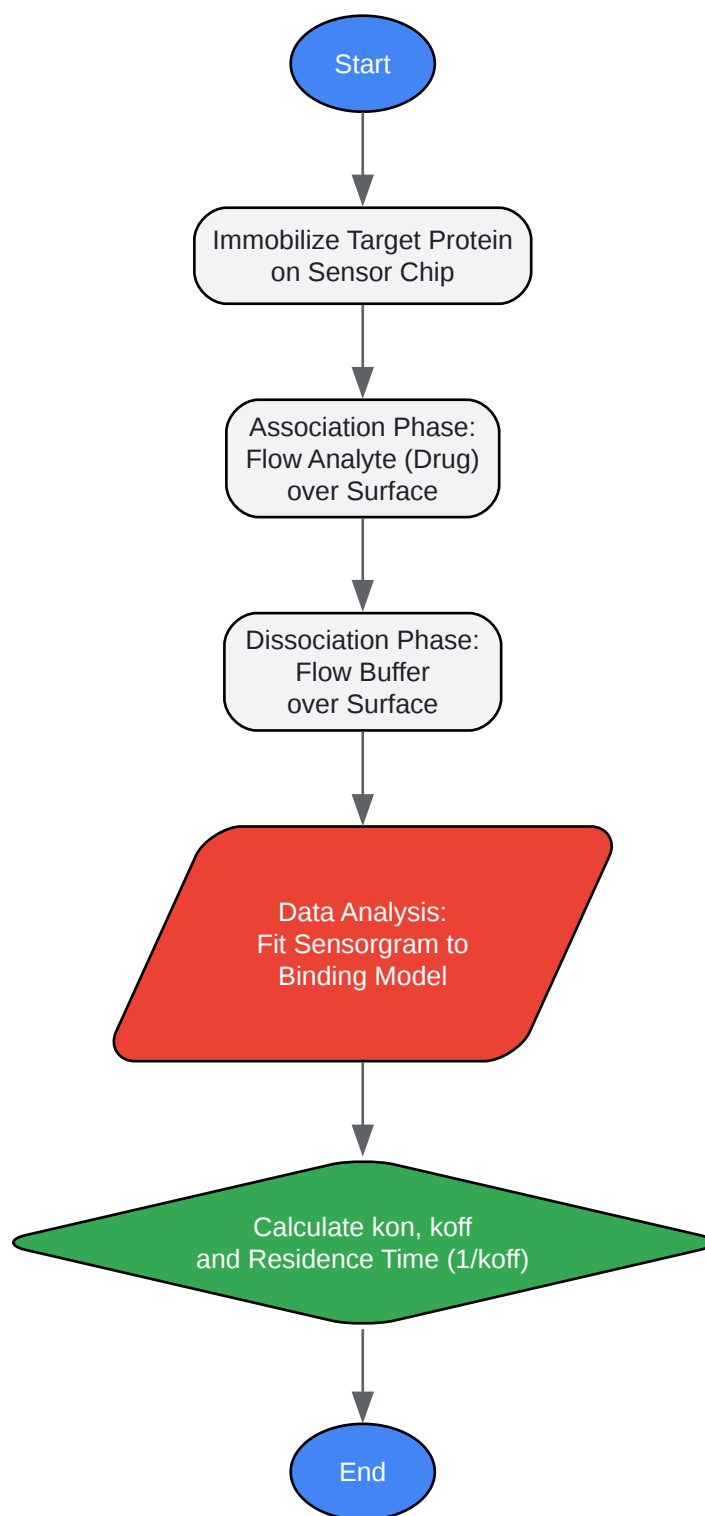 Start
Immobilize Target Protein
on Sensor Chip
Association Phase:
Flow Analyte (Drug)
over Surface
Dissociation Phase:
Flow Buffer
over Surface
Data Analysis:
Fit Sensorgram to
Binding Model
Calculate kon, koff
and Residence Time (1/koff)
End